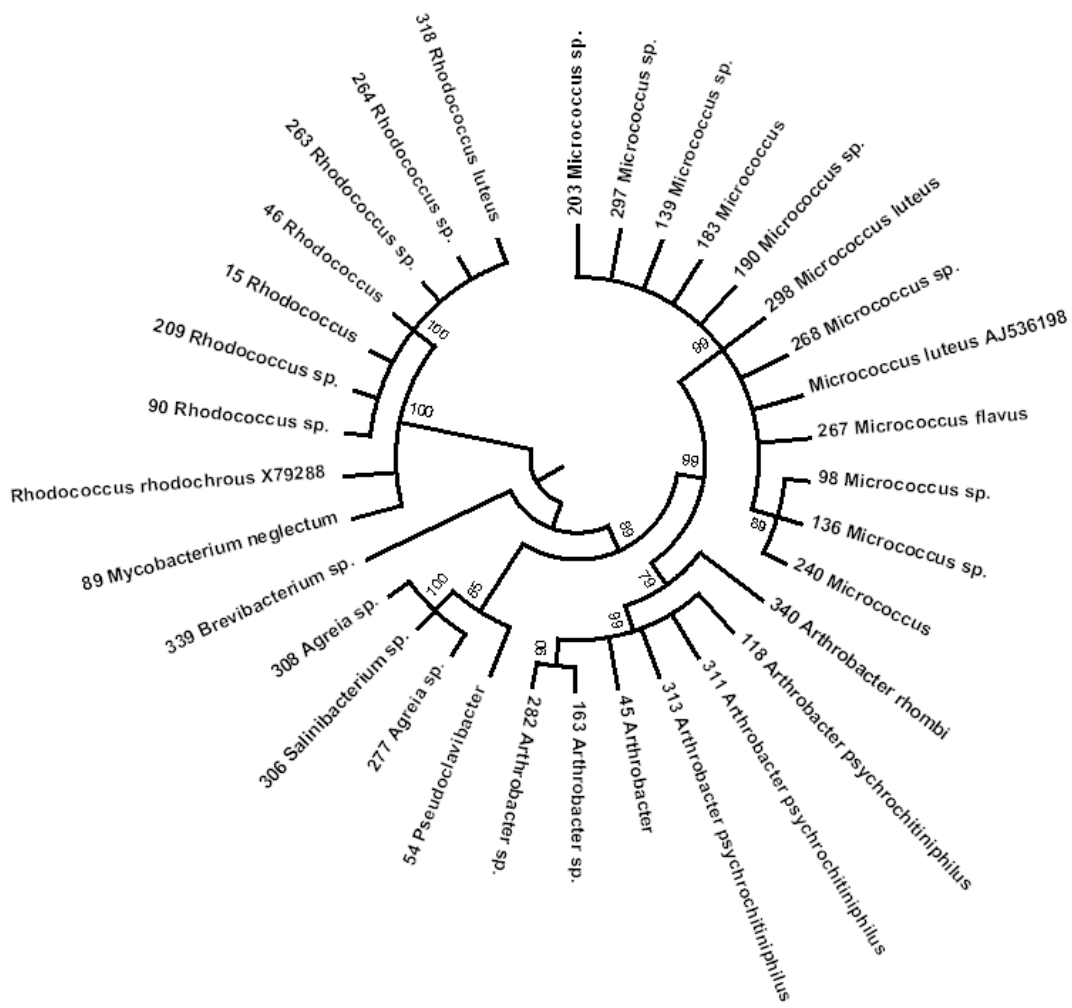 203 Micrococcus sp.
297 Micrococcus sp.
139 Micrococcus sp.
183 Micrococcus
190 Micrococcus sp.
298 Micrococcus luteus
268 Micrococcus sp.
Micrococcus luteus AJ536198
267 Micrococcus flavus
98 Micrococcus sp.
136 Micrococcus sp.
240 Micrococcus
340 Arthrobacter rhombi
118 Arthrobacter psychrochitiniphilus
311 Arthrobacter psychrochitiniphilus
313 Arthrobacter psychrochitiniphilus
45 Arthrobacter
163 Arthrobacter sp.
282 Arthrobacter sp.
54 Pseudoclavibacter
277 Agreia sp.
306 Salinibacterium sp.
308 Agreia sp.
339 Brevibacterium sp.
89 Mycobacterium neglectum
Rhodococcus rhodochrous X79288
90 Rhodococcus sp.
209 Rhodococcus sp.
15 Rhodococcus
46 Rhodococcus
263 Rhodococcus sp.
264 Rhodococcus sp.
318 Rhodococcus luteus
100
100
99
99
89
89
79
99
85
100